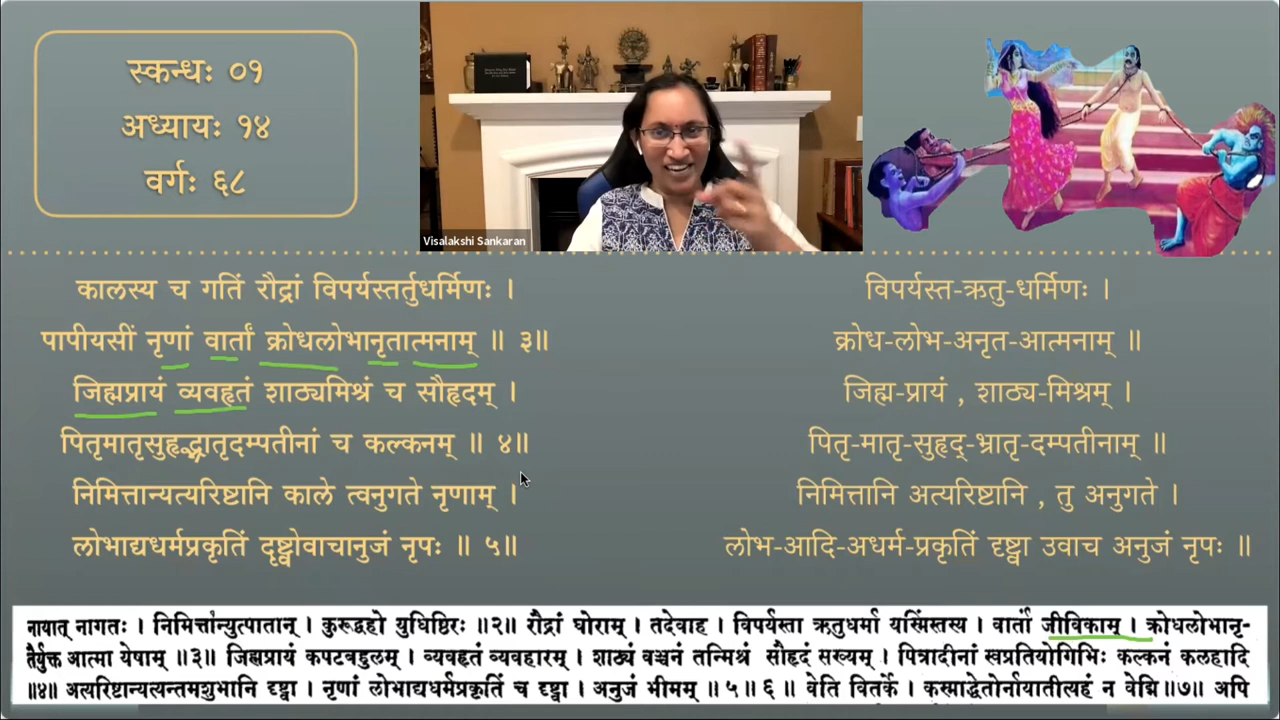 स्कन्धः ०१
अध्यायः १४
वर्गः ६८
Visalakshi Sankaran
कालस्य च गतिं रौद्रां विपर्यस्तर्तुधर्मिणः ।
पापीयसीं नृणां वार्तां क्रोधलोभानृतात्मनाम् ॥ ३॥
जिह्मप्रायं व्यवहृतं शाठ्यमिश्रं च सौहृदम् ।
पितृमातृसुहृद्भ्रातृदम्पतीनां च कल्कनम् ॥ ४॥
निमित्तान्यत्यरिष्टानि काले त्वनुगते नृणाम् ।
लोभाद्यधर्मप्रकृतिं दृष्ट्वोवाचानुजं नृपः ॥ ५॥
विपर्यस्त-ऋतु-धर्मिणः ।
क्रोध-लोभ-अनृत-आत्मनाम् ॥
जिह्म-प्रायं , शाठ्य-मिश्रम् ।
पितृ-मातृ-सुहृद्-भ्रातृ-दम्पतीनाम् ॥
निमित्तानि अत्यरिष्टानि , तु अनुगते ।
लोभ-आदि-अधर्म-प्रकृतिं दृष्ट्वा उवाच अनुजं नृपः ॥
नायात् नागतः । निमित्तान्युत्पातान् । कुरूद्वहो युधिष्ठिरः ॥२॥ रौद्रां घोराम् । तदेवाह । विपर्यस्ता ऋतुधर्मा यस्मिंस्तस्य । वार्तां जीविकाम् । क्रोधलोभानृ-
तैर्युक्त आत्मा येषाम् ॥३॥ जिह्मप्रायं कपटबहुलम् । व्यवहृतं व्यवहारम् । शाठ्यं वञ्चनं तन्मिश्रं सौहृदं सख्यम् । पित्रादीनां स्वप्रतियोगिभिः कल्कनं कलहादि
॥४॥ अत्यरिष्टान्यत्यन्तमशुभानि दृष्ट्वा । नृणां लोभाद्यधर्मप्रकृतिं च दृष्ट्वा । अनुजं भीमम् ॥५॥६॥ वेति वितर्के । कस्माद्धेतोर्नायातीत्यहं न वेद्मि॥७॥ अपि